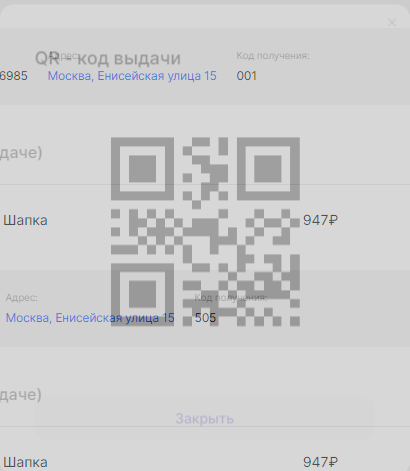 Адрес: Код получения:
QR - код выдачи
6985 Москва, Енисейская улица 15 001
даче)
Шапка 947₽
Адрес: Код получения:
Москва, Енисейская улица 15 505
даче)
Закрыть
Шапка 947₽